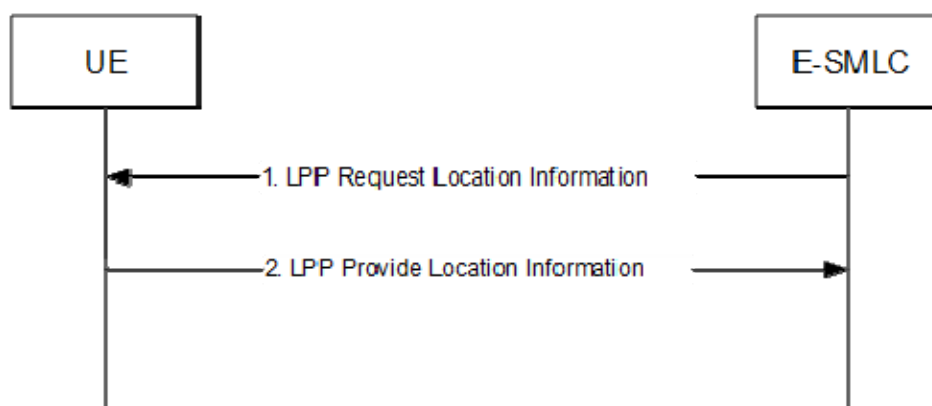 UE
E-SMLC
1. LPP Request Location Information
2. LPP Provide Location Information